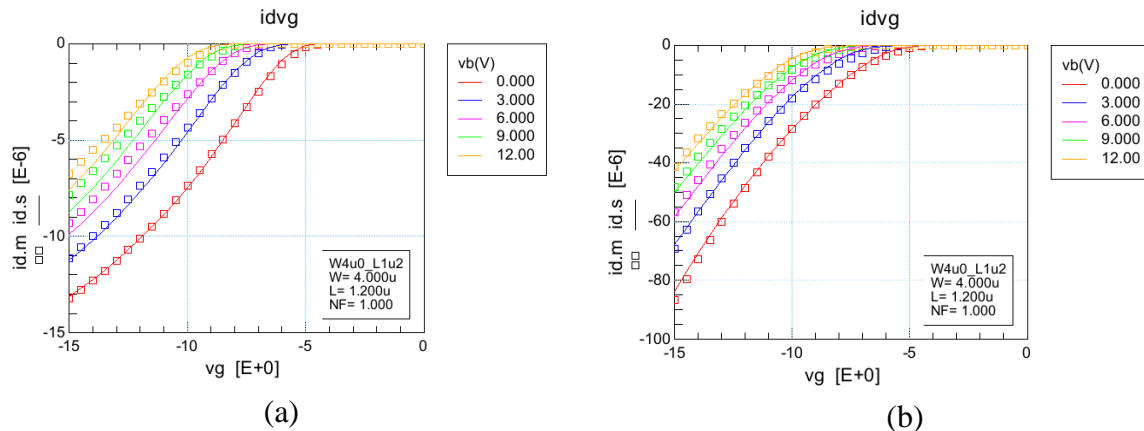 idvg
0
-5
-10
-15
id.m id.s [E-6]
-15
-10
-5
0
vg [E+0]
W4u0_L1u2
W= 4.000u
L= 1.200u
NF= 1.000
vb(V)
0.000
3.000
6.000
9.000
12.00
(a)
idvg
0
-20
-40
-60
-80
-100
id.m id.s [E-6]
-15
-10
-5
0
vg [E+0]
W4u0_L1u2
W= 4.000u
L= 1.200u
NF= 1.000
vb(V)
0.000
3.000
6.000
9.000
12.00
(b)